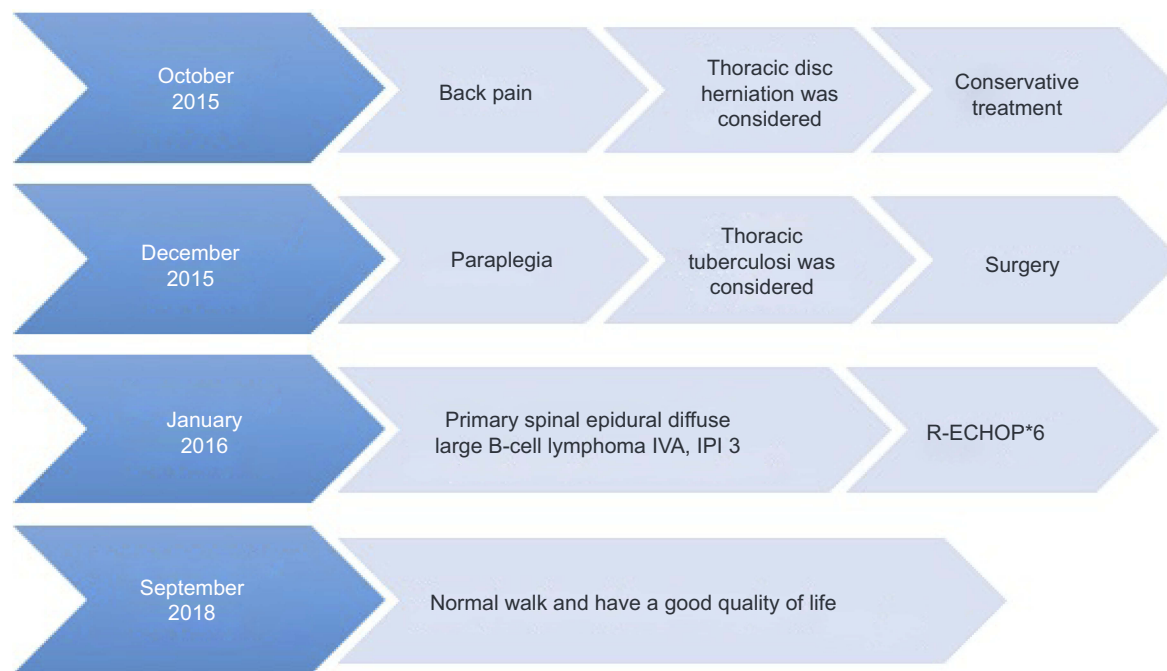 October
2015
Back pain
Thoracic disc
herniation was
considered
Conservative
treatment
December
2015
Paraplegia
Thoracic
tuberculosi was
considered
Surgery
January
2016
Primary spinal epidural diffuse
large B-cell lymphoma IVA, IPI 3
R-ECHOP*6
September
2018
Normal walk and have a good quality of life